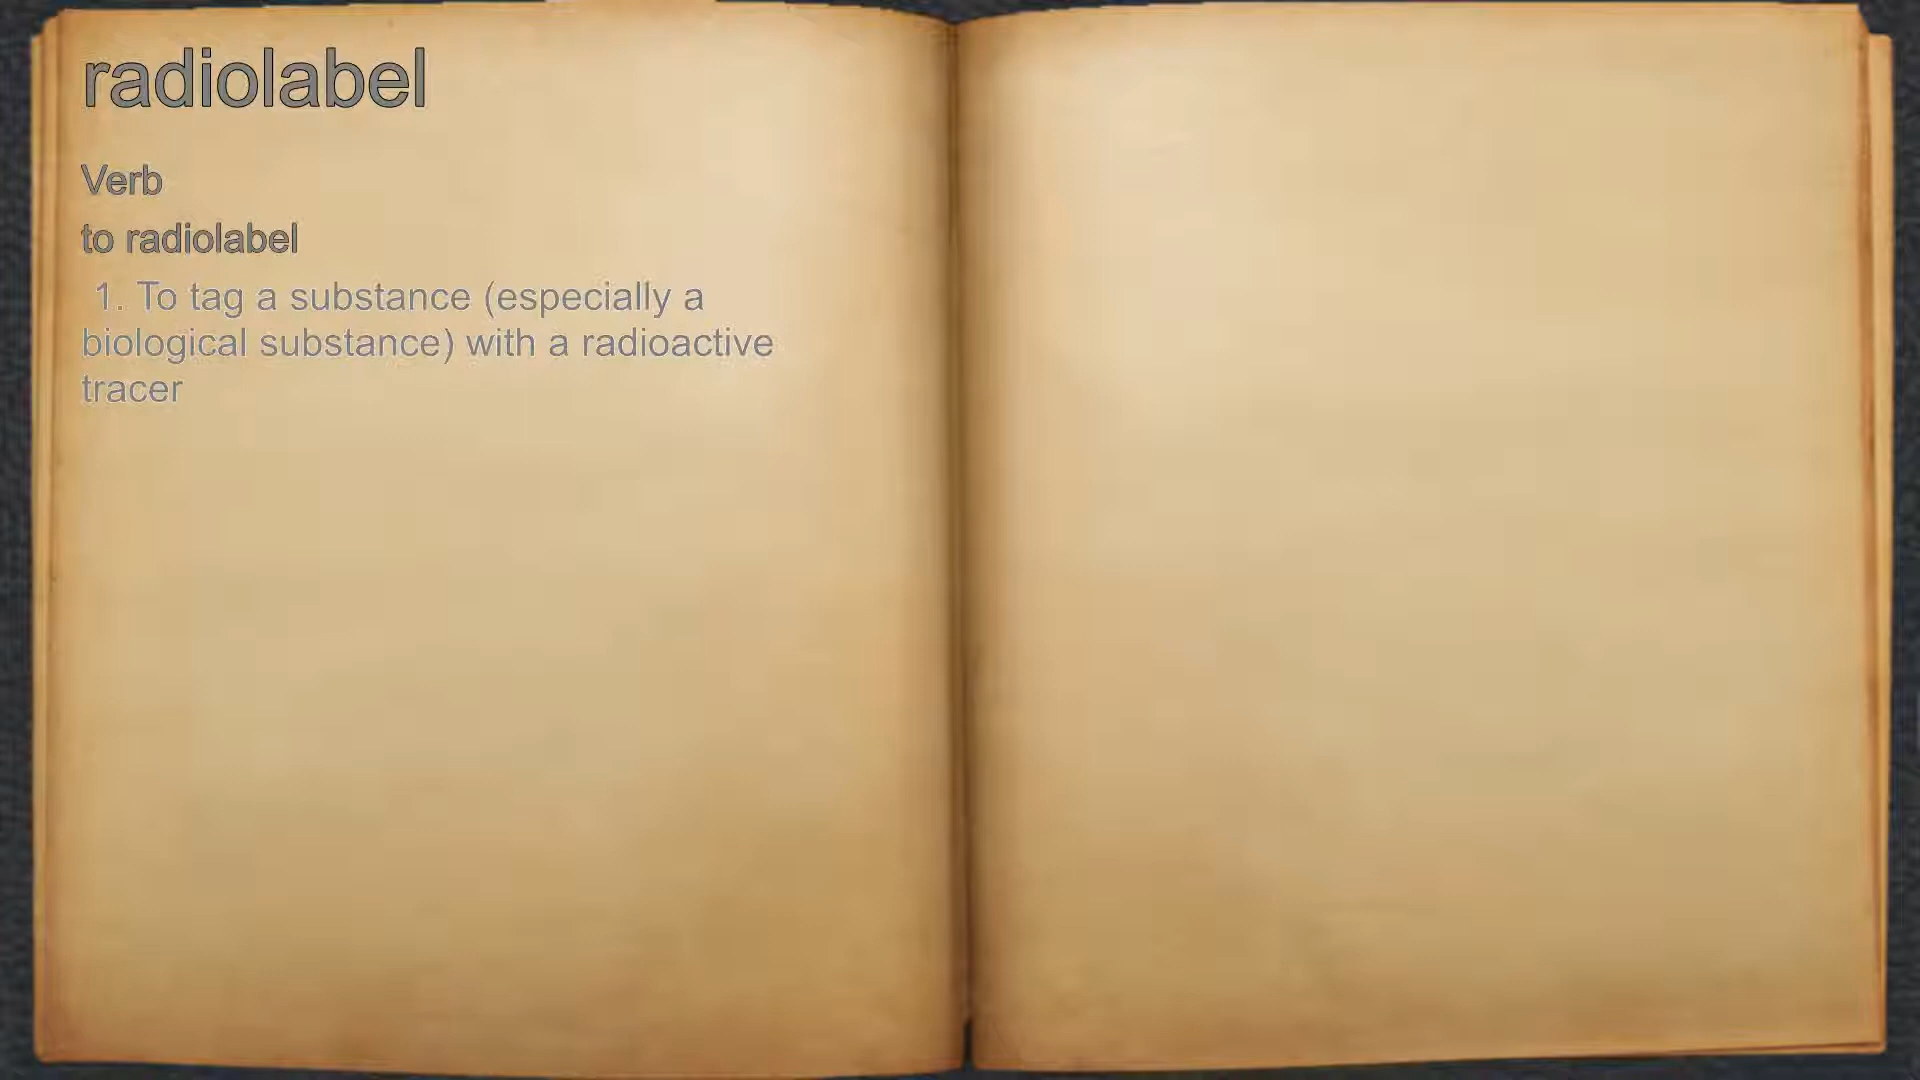 radiolabel
Verb
to radiolabel
1. To tag a substance (especially a
biological substance) with a radioactive
tracer